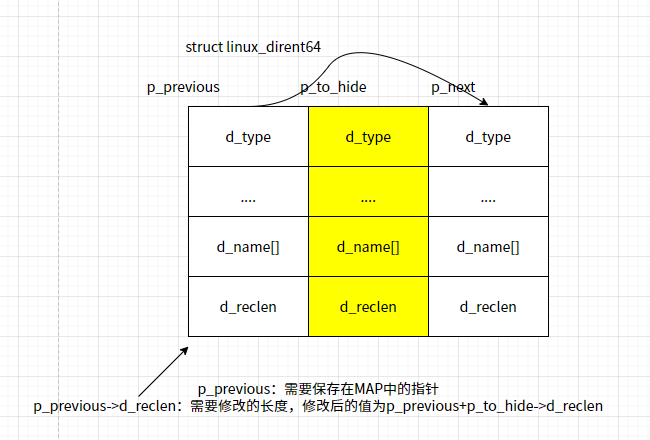 struct linux_dirent64
p_previous p_to_hide p_next
d_type d_type d_type
.... .... ....
d_name[] d_name[] d_name[]
d_reclen d_reclen d_reclen
p_previous：需要保存在MAP中的指针
p_previous->d_reclen：需要修改的长度，修改后的值为p_previous+p_to_hide->d_reclen